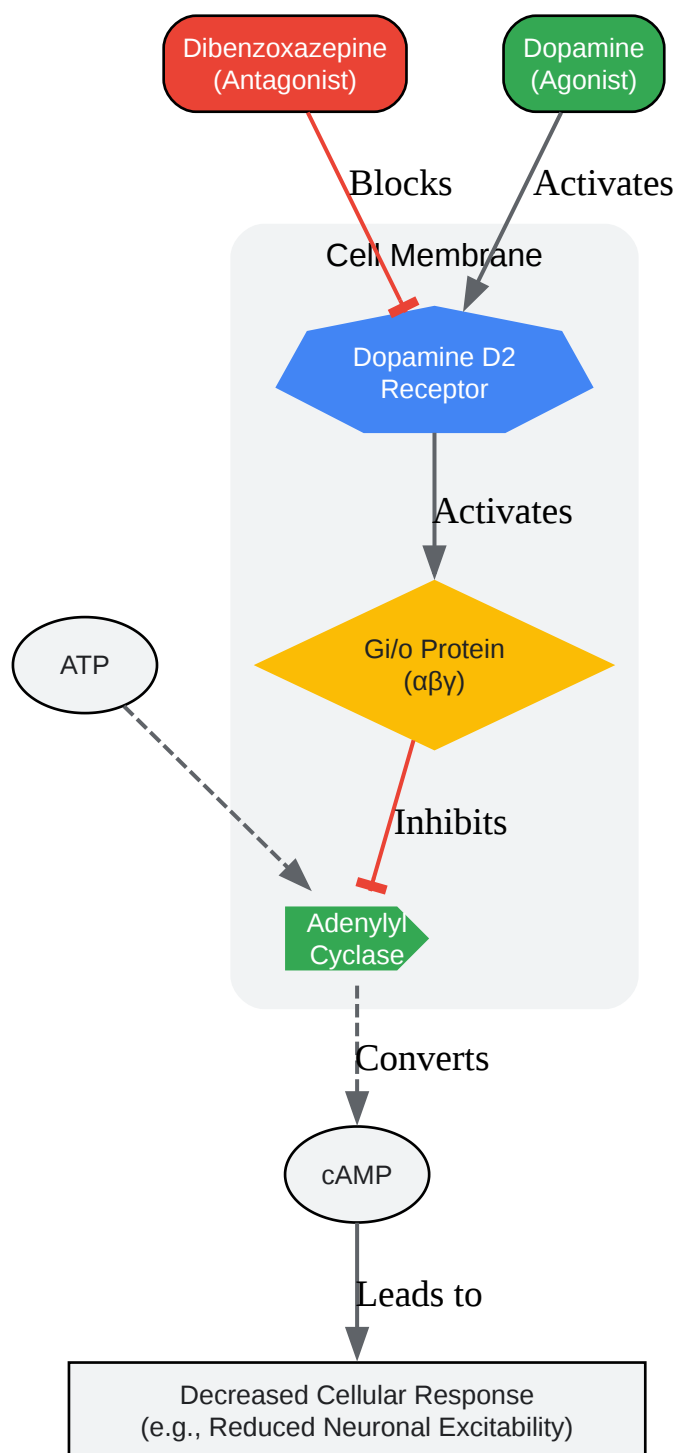 Dibenzoxazepine
(Antagonist)
Dopamine
(Agonist)
Blocks
Activates
Cell Membrane
Dopamine D2
Receptor
Activates
Gi/o Protein
(αβγ)
ATP
Inhibits
Adenylyl
Cyclase
Converts
cAMP
Leads to
Decreased Cellular Response
(e.g., Reduced Neuronal Excitability)